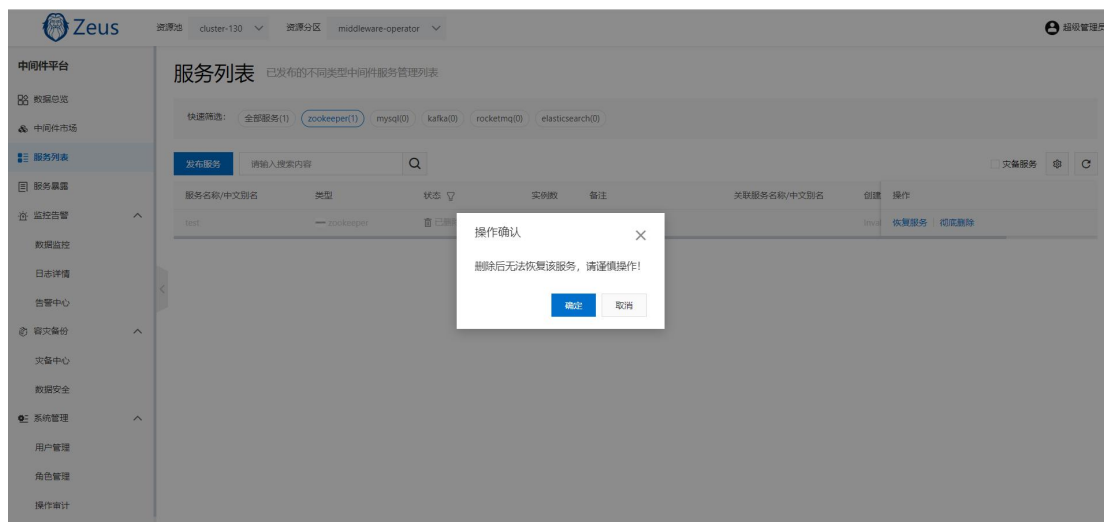 Zeus
资源池 cluster-130 资源分区 middleware-operator 超级管理员
中间件平台
数据总览
中间件市场
服务列表
服务暴露
监控告警
数据监控
日志详情
告警中心
容灾备份
灾备中心
数据安全
系统管理
用户管理
角色管理
操作审计
服务列表 已发布的不同类型中间件服务管理列表
快速筛选: 全部服务(1) zookeeper(1) mysql(0) kafka(0) rocketmq(0) elasticsearch(0)
发布服务 请输入搜索内容 灾备服务
服务名称/中文别名 类型 状态 实例数 备注 关联服务名称/中文别名 创建 操作
test zookeeper 已删 恢复服务 彻底删除
操作确认
删除后无法恢复该服务，请谨慎操作！
确定 取消